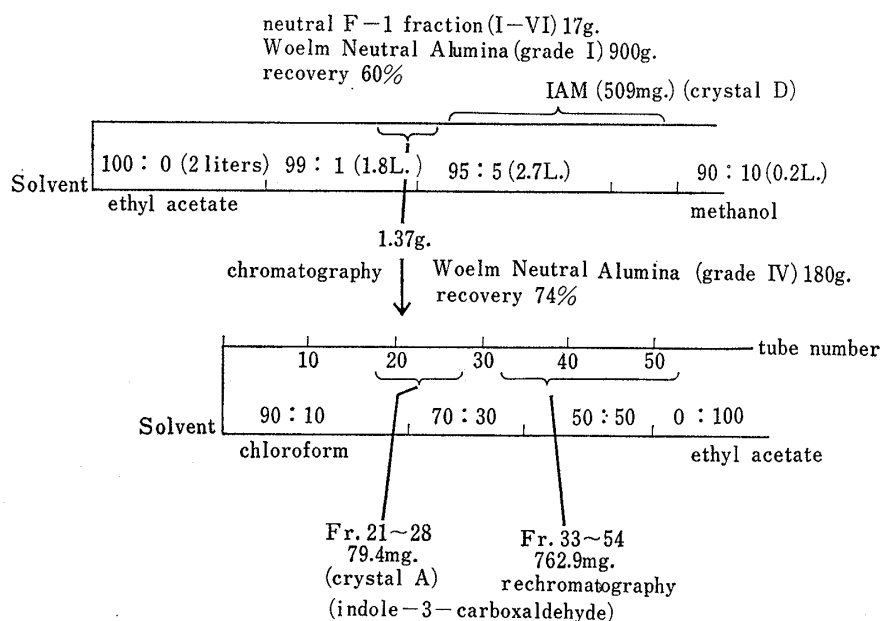 neutral F-1 fraction (I-VI) 17g.
Woelm Neutral Alumina (grade I) 900g.
recovery 60%
IAM (509mg.) (crystal D)
100 : 0 (2 liters) 99 : 1 (1.8L.) 95 : 5 (2.7L.) 90 : 10 (0.2L.)
Solvent
ethyl acetate methanol
1.37g.
chromatography Woelm Neutral Alumina (grade IV) 180g.
recovery 74%
10 20 30 40 50 tube number
90 : 10 70 : 30 50 : 50 0 : 100
Solvent
chloroform ethyl acetate
Fr. 21~28 Fr. 33~54
79.4mg. 762.9mg.
(crystal A) rechromatography
(indole-3-carboxaldehyde)